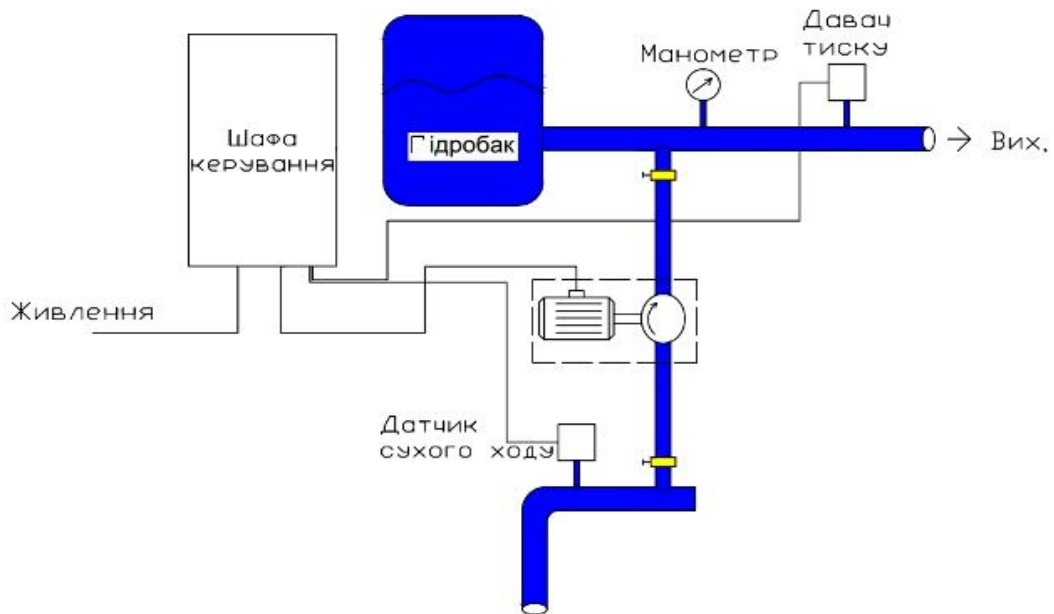 Давач
тиску
Манометр
Шафа
керування
Гідробак
Вих.
Живлення
Датчик
сухого ходу